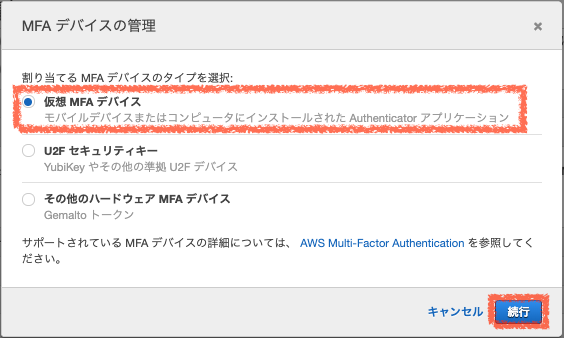 MFA デバイスの管理
×
割り当てる MFA デバイスのタイプを選択:
仮想 MFA デバイス
モバイルデバイスまたはコンピュータにインストールされた Authenticator アプリケーション
U2F セキュリティキー
YubiKey やその他の準拠 U2F デバイス
その他のハードウェア MFA デバイス
Gemalto トークン
サポートされている MFA デバイスの詳細については、 AWS Multi-Factor Authentication を参照してく
ださい。
キャンセル 続行